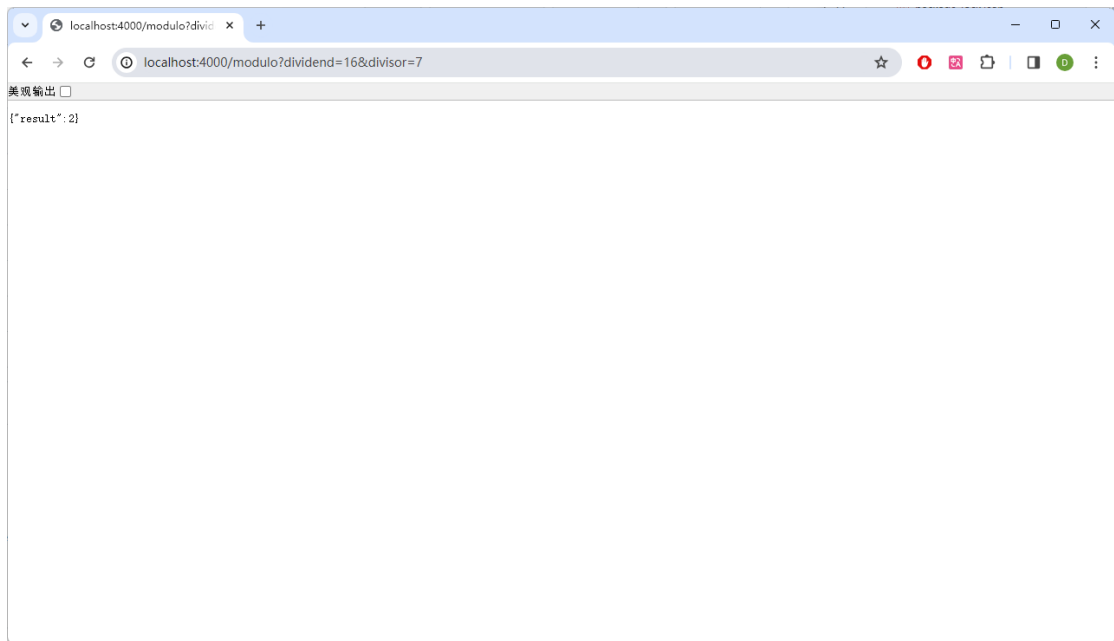 localhost:4000/modulo?divid
localhost:4000/modulo?dividend=16&divisor=7
D
美观输出
{"result":2}